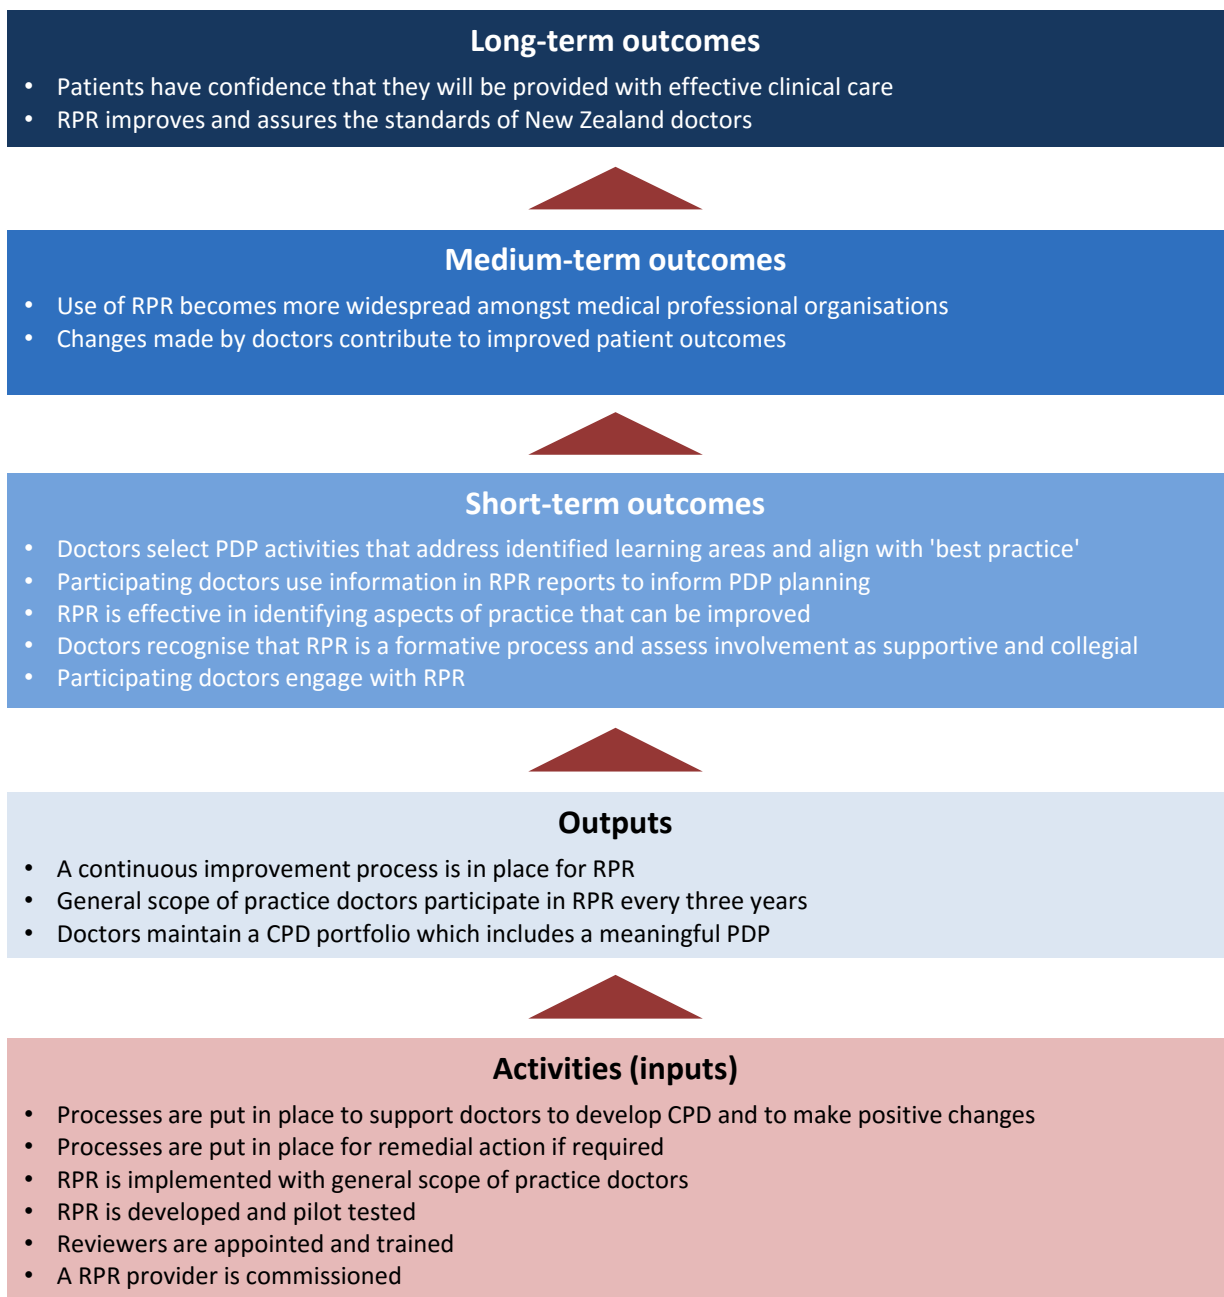 Long-term outcomes
• Patients have confidence that they will be provided with effective clinical care
• RPR improves and assures the standards of New Zealand doctors
Medium-term outcomes
• Use of RPR becomes more widespread amongst medical professional organisations
• Changes made by doctors contribute to improved patient outcomes
Short-term outcomes
• Doctors select PDP activities that address identified learning areas and align with 'best practice'
• Participating doctors use information in RPR reports to inform PDP planning
• RPR is effective in identifying aspects of practice that can be improved
• Doctors recognise that RPR is a formative process and assess involvement as supportive and collegial
• Participating doctors engage with RPR
Outputs
• A continuous improvement process is in place for RPR
• General scope of practice doctors participate in RPR every three years
• Doctors maintain a CPD portfolio which includes a meaningful PDP
Activities (inputs)
• Processes are put in place to support doctors to develop CPD and to make positive changes
• Processes are put in place for remedial action if required
• RPR is implemented with general scope of practice doctors
• RPR is developed and pilot tested
• Reviewers are appointed and trained
• A RPR provider is commissioned